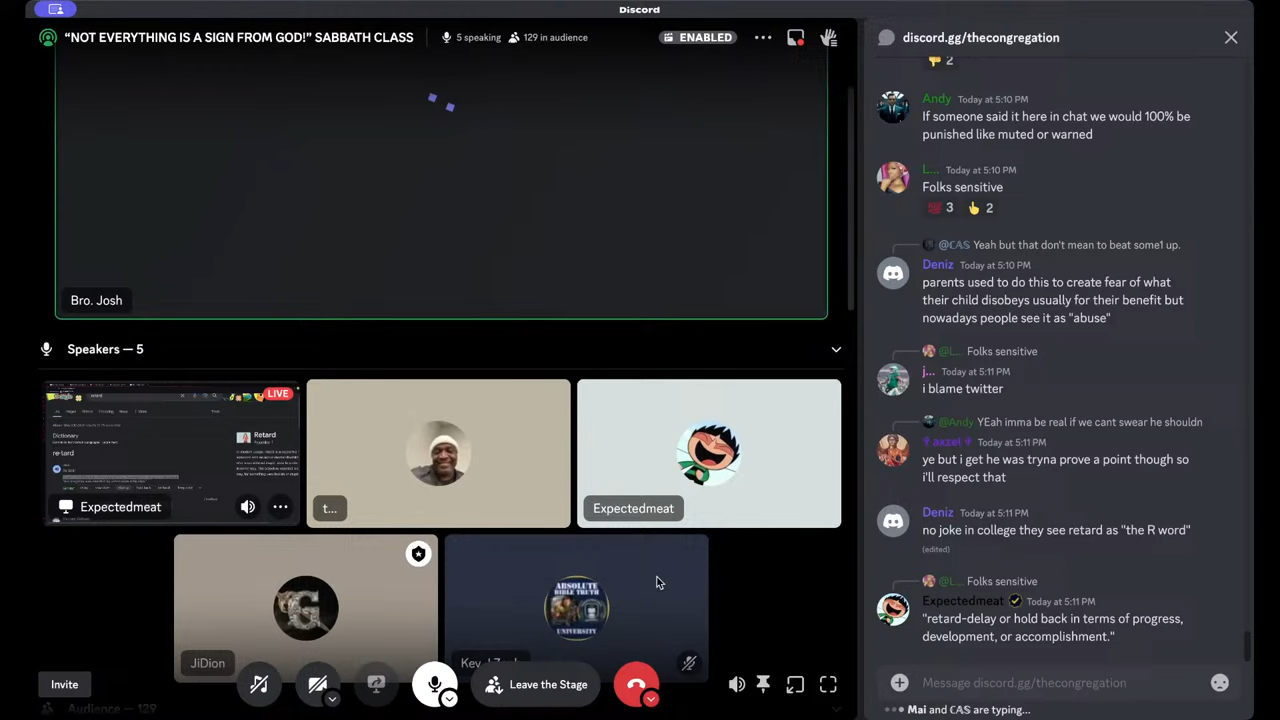 Discord
"NOT EVERYTHING IS A SIGN FROM GOD!" SABBATH CLASS
5 speaking
129 in audience
ENABLED
Bro. Josh
Speakers — 5
LIVE
Dictionary
re·tard
Retard
Expectedmeat
t...
Expectedmeat
JiDion
ABSOLUTE
BIBLE TRUTH
UNIVERSITY
Invite
Leave the Stage
Audience — 129
discord.gg/thecongregation
2
Andy Today at 5:10 PM
If someone said it here in chat we would 100% be
punished like muted or warned
L... Today at 5:10 PM
Folks sensitive
3
2
@CAS Yeah but that don't mean to beat some1 up.
Deniz Today at 5:10 PM
parents used to do this to create fear of what
their child disobeys usually for their benefit but
nowadays people see it as "abuse"
@L... Folks sensitive
j... Today at 5:11 PM
i blame twitter
@Andy YEah imma be real if we cant swear he shouldn
axxel Today at 5:11 PM
ye but i get he was tryna prove a point though so
i'll respect that
Deniz Today at 5:11 PM
no joke in college they see retard as "the R word"
(edited)
@L... Folks sensitive
Expectedmeat Today at 5:11 PM
"retard-delay or hold back in terms of progress,
development, or accomplishment."
Message discord.gg/thecongregation
Mai and CAS are typing...